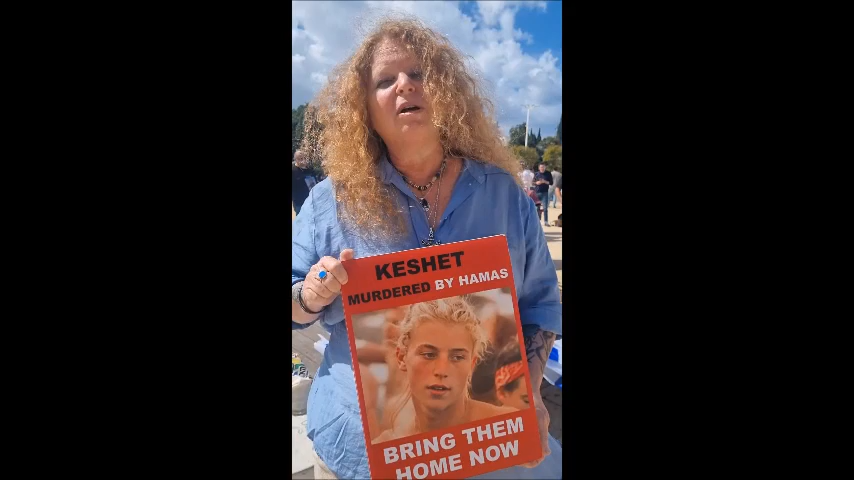 KESHET
MURDERED BY HAMAS
BRING THEM
HOME NOW